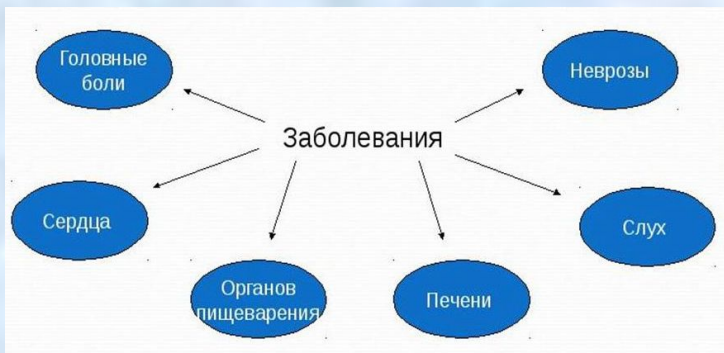 Головные
боли
Неврозы
Заболевания
Сердца
Слух
Органов
пищеварения
Печени